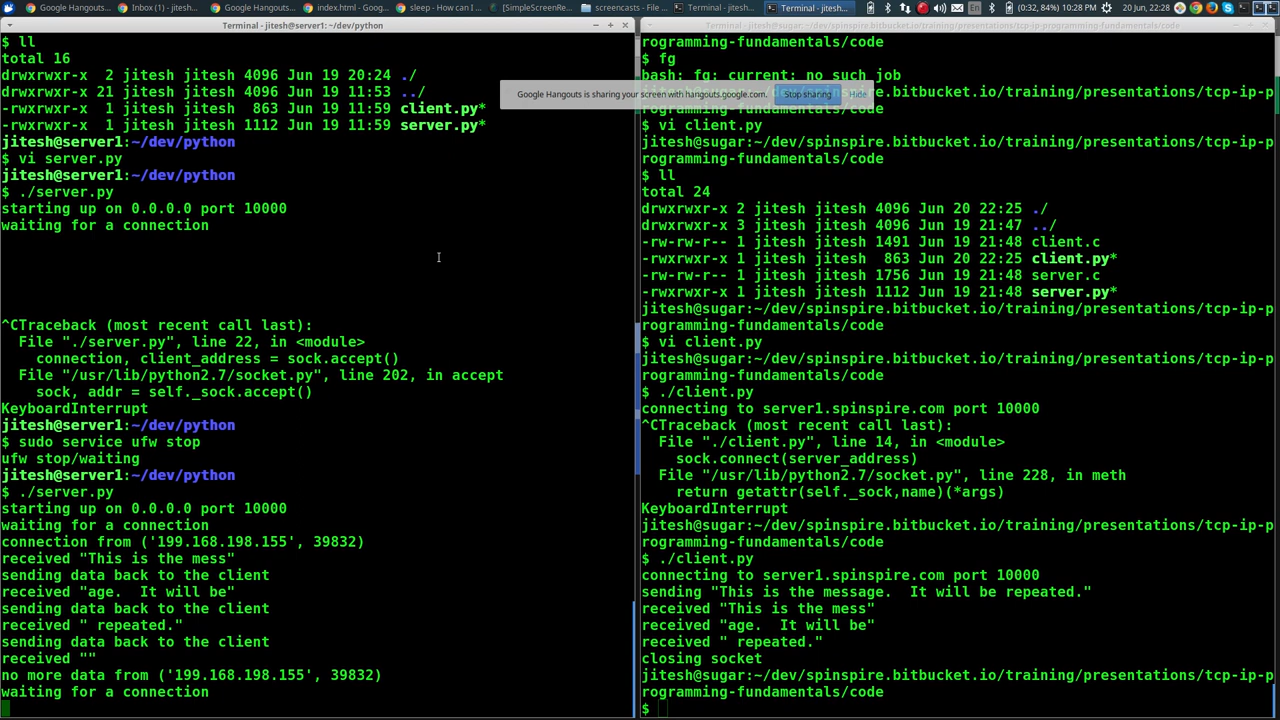 Google Hangouts
Inbox (1) - jitesh...
Google Hangouts...
index.html - Goog...
sleep - How can I ...
[SimpleScreenRe...
screencasts - File...
Terminal - jitesh...
Terminal - jitesh...
(0:32, 84%) 10:28 PM
20 Jun, 22:28
Terminal - jitesh@server1:~/dev/python
$ ll
total 16
drwxrwxr-x  2 jitesh jitesh 4096 Jun 19 20:24 ./
drwxrwxr-x 21 jitesh jitesh 4096 Jun 19 11:53 ../
-rwxrwxr-x  1 jitesh jitesh  863 Jun 19 11:59 client.py*
-rwxrwxr-x  1 jitesh jitesh 1112 Jun 19 11:59 server.py*
jitesh@server1:~/dev/python
$ vi server.py
jitesh@server1:~/dev/python
$ ./server.py
starting up on 0.0.0.0 port 10000
waiting for a connection
^CTraceback (most recent call last):
  File "./server.py", line 22, in <module>
    connection, client_address = sock.accept()
  File "/usr/lib/python2.7/socket.py", line 202, in accept
    sock, addr = self._sock.accept()
KeyboardInterrupt
jitesh@server1:~/dev/python
$ sudo service ufw stop
ufw stop/waiting
jitesh@server1:~/dev/python
$ ./server.py
starting up on 0.0.0.0 port 10000
waiting for a connection
connection from ('199.168.198.155', 39832)
received "This is the mess"
sending data back to the client
received "age.  It will be"
sending data back to the client
received " repeated."
sending data back to the client
received ""
no more data from ('199.168.198.155', 39832)
waiting for a connection
Terminal - jitesh@sugar: ~/dev/spinspire.bitbucket.io/training/presentations/tcp-ip-programming-fundamentals/code
rogramming-fundamentals/code
$ fg
bash: fg: current: no such job
Google Hangouts is sharing your screen with hangouts.google.com.
Stop sharing
Hide
rogramming-fundamentals/code
$ vi client.py
jitesh@sugar:~/dev/spinspire.bitbucket.io/training/presentations/tcp-ip-p
rogramming-fundamentals/code
$ ll
total 24
drwxrwxr-x 2 jitesh jitesh 4096 Jun 20 22:25 ./
drwxrwxr-x 3 jitesh jitesh 4096 Jun 19 21:47 ../
-rw-rw-r-- 1 jitesh jitesh 1491 Jun 19 21:48 client.c
-rwxrwxr-x 1 jitesh jitesh  863 Jun 20 22:25 client.py*
-rw-rw-r-- 1 jitesh jitesh 1756 Jun 19 21:48 server.c
-rwxrwxr-x 1 jitesh jitesh 1112 Jun 19 21:48 server.py*
jitesh@sugar:~/dev/spinspire.bitbucket.io/training/presentations/tcp-ip-p
rogramming-fundamentals/code
$ vi client.py
jitesh@sugar:~/dev/spinspire.bitbucket.io/training/presentations/tcp-ip-p
rogramming-fundamentals/code
$ ./client.py
connecting to server1.spinspire.com port 10000
^CTraceback (most recent call last):
  File "./client.py", line 14, in <module>
    sock.connect(server_address)
  File "/usr/lib/python2.7/socket.py", line 228, in meth
    return getattr(self._sock,name)(*args)
KeyboardInterrupt
jitesh@sugar:~/dev/spinspire.bitbucket.io/training/presentations/tcp-ip-p
rogramming-fundamentals/code
$ ./client.py
connecting to server1.spinspire.com port 10000
sending "This is the message.  It will be repeated."
received "This is the mess"
received "age.  It will be"
received " repeated."
closing socket
jitesh@sugar:~/dev/spinspire.bitbucket.io/training/presentations/tcp-ip-p
rogramming-fundamentals/code
$